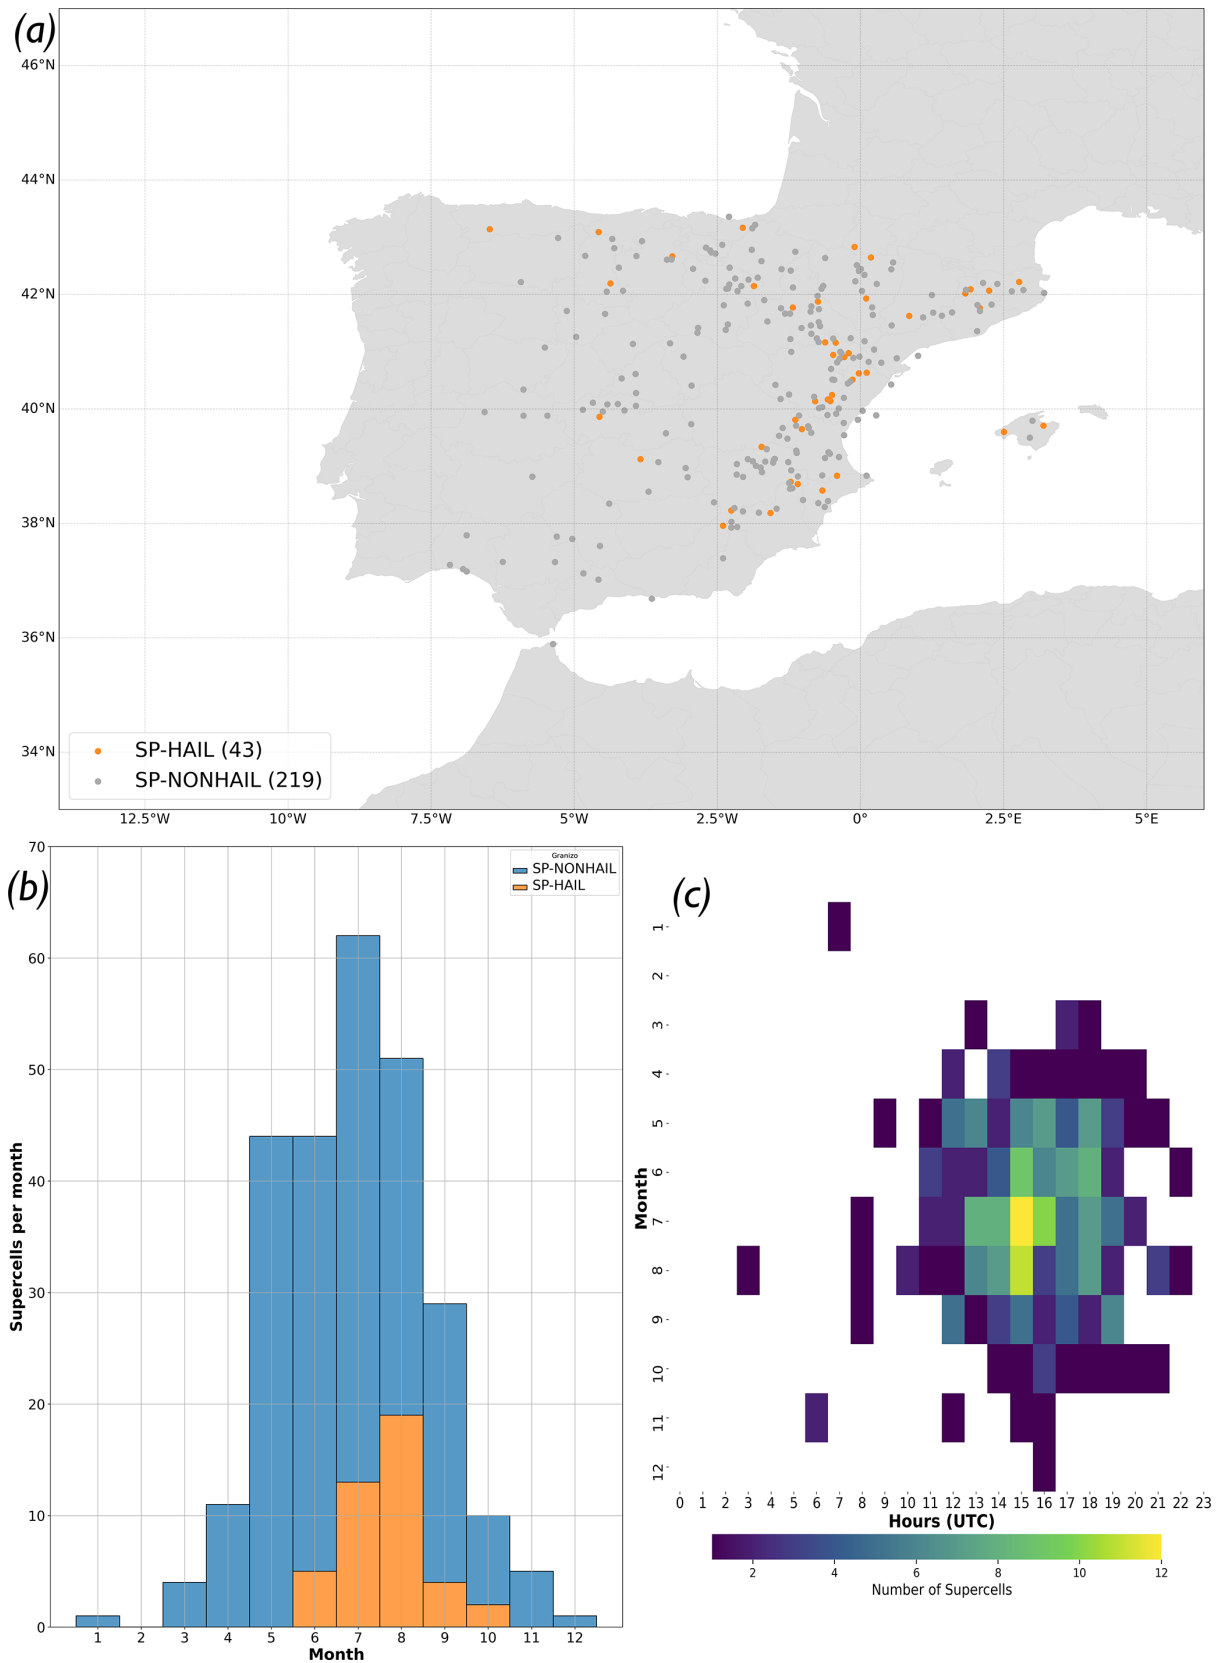 (a)
46°N
44°N
42°N
40°N
38°N
36°N
34°N
SP-HAIL (43)
SP-NONHAIL (219)
12.5°W 10°W 7.5°W 5°W 2.5°W 0° 2.5°E 5°E
(b)
70
60
50
40
30
20
10
0
Supercells per month
Granizo
SP-NONHAIL
SP-HAIL
1 2 3 4 5 6 7 8 9 10 11 12
Month
(c)
1
2
3
4
5
6
7
8
9
10
11
12
Month
0 1 2 3 4 5 6 7 8 9 10 11 12 13 14 15 16 17 18 19 20 21 22 23
Hours (UTC)
2 4 6 8 10 12
Number of Supercells